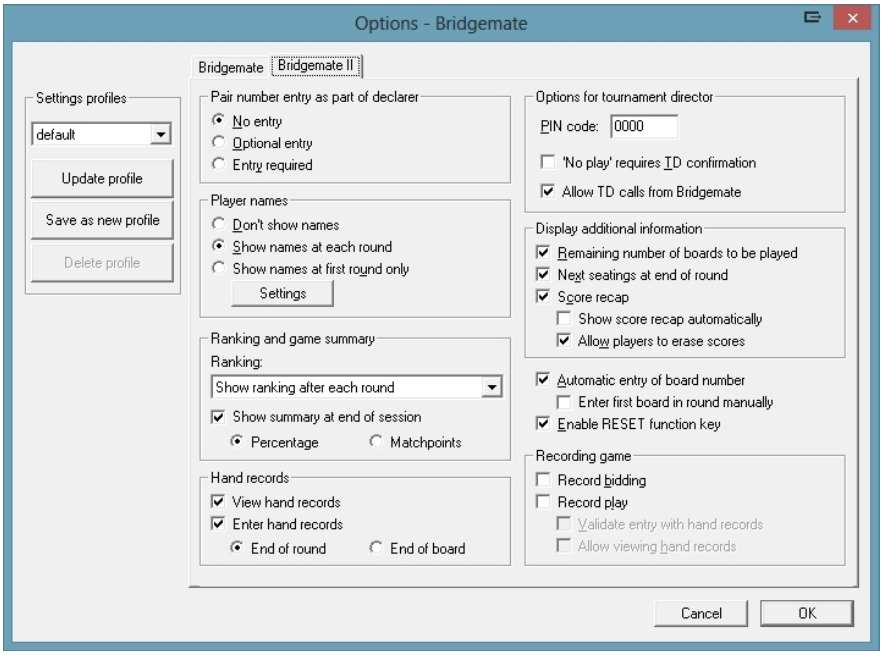 Options - Bridgemate
Settings profiles
default
Update profile
Save as new profile
Delete profile
Bridgemate
Bridgemate II
Pair number entry as part of declarer
No entry
Optional entry
Entry required
Player names
Don't show names
Show names at each round
Show names at first round only
Settings
Ranking and game summary
Ranking:
Show ranking after each round
Show summary at end of session
Percentage
Matchpoints
Hand records
View hand records
Enter hand records
End of round
End of board
Options for tournament director
PIN code: 0000
'No play' requires TD confirmation
Allow TD calls from Bridgemate
Display additional information
Remaining number of boards to be played
Next seatings at end of round
Score recap
Show score recap automatically
Allow players to erase scores
Automatic entry of board number
Enter first board in round manually
Enable RESET function key
Recording game
Record bidding
Record play
Validate entry with hand records
Allow viewing hand records
Cancel
OK